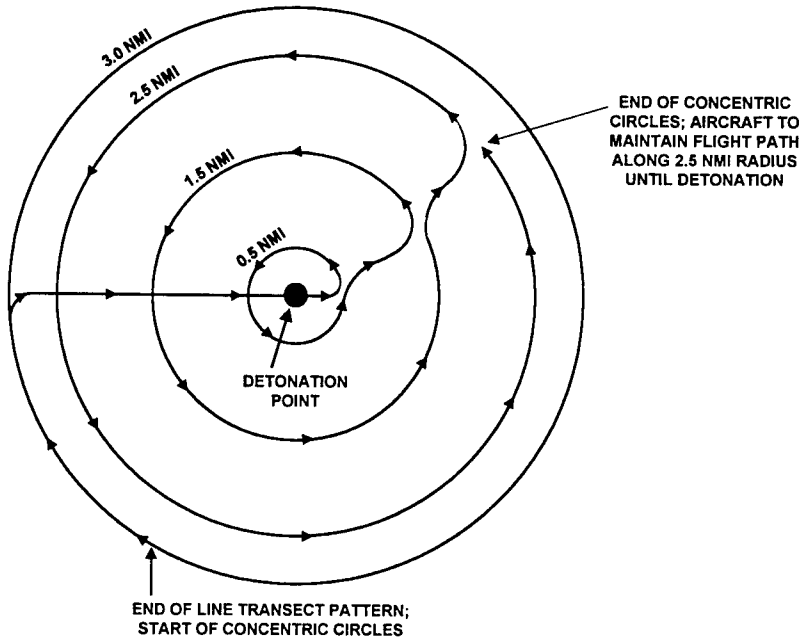 3.0 NMI
2.5 NMI
1.5 NMI
0.5 NMI
END OF CONCENTRIC
CIRCLES; AIRCRAFT TO
MAINTAIN FLIGHT PATH
ALONG 2.5 NMI RADIUS
UNTIL DETONATION
DETONATION
POINT
END OF LINE TRANSECT PATTERN;
START OF CONCENTRIC CIRCLES